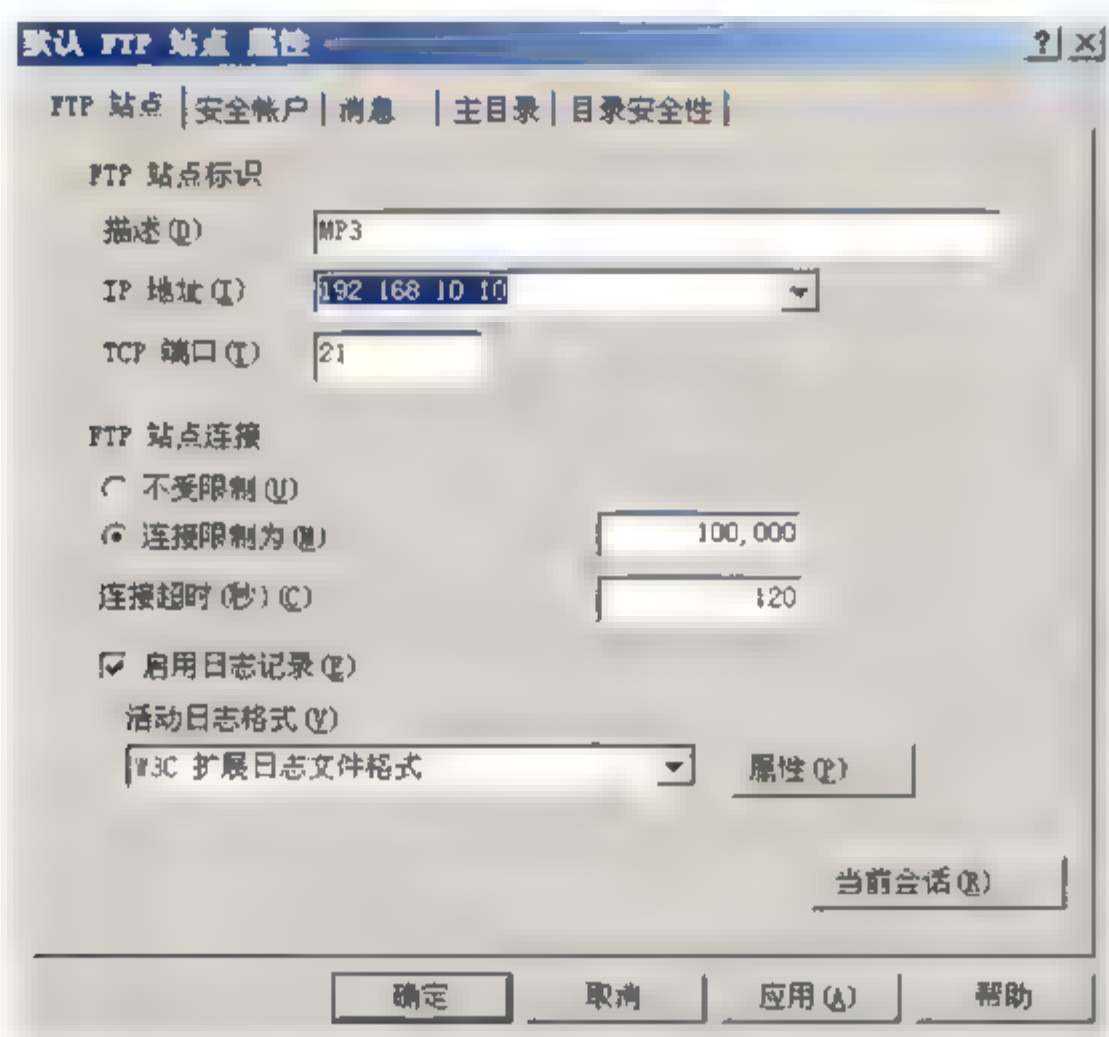 默认 FTP 站点 属性
FTP 站点 安全帐户 消息 主目录 目录安全性
FTP 站点标识
描述(D) MP3
IP 地址(I) 192 168 10 10
TCP 端口(T) 21
FTP 站点连接
不受限制(U)
连接限制为(M) 100,000
连接超时(秒)(C) 120
启用日志记录(E)
活动日志格式(V)
W3C 扩展日志文件格式 属性(P)
当前会话(R)
确定 取消 应用(A) 帮助